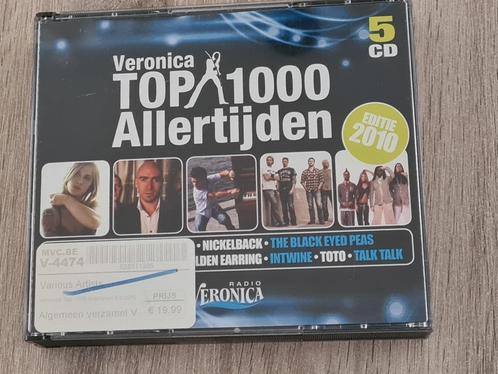 5
CD
Veronica
TOP 1000
Allertijden
EDITIE
2010
MVC.BE
V-4474
Various Artists
PRIJS
Algemeen verzamel V € 19.99
· NICKELBACK · THE BLACK EYED PEAS
LDEN EARRING · INTWINE · TOTO · TALK TALK
RADIO
VERONICA